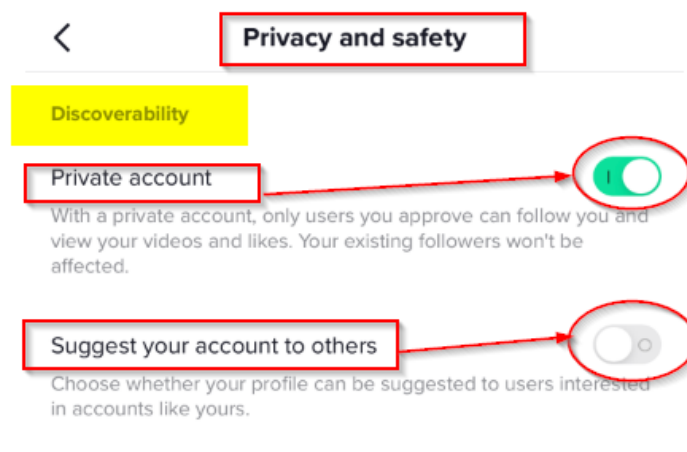 Privacy and safety
Discoverability
Private account
With a private account, only users you approve can follow you and
view your videos and likes. Your existing followers won't be
affected.
Suggest your account to others
Choose whether your profile can be suggested to users interested
in accounts like yours.